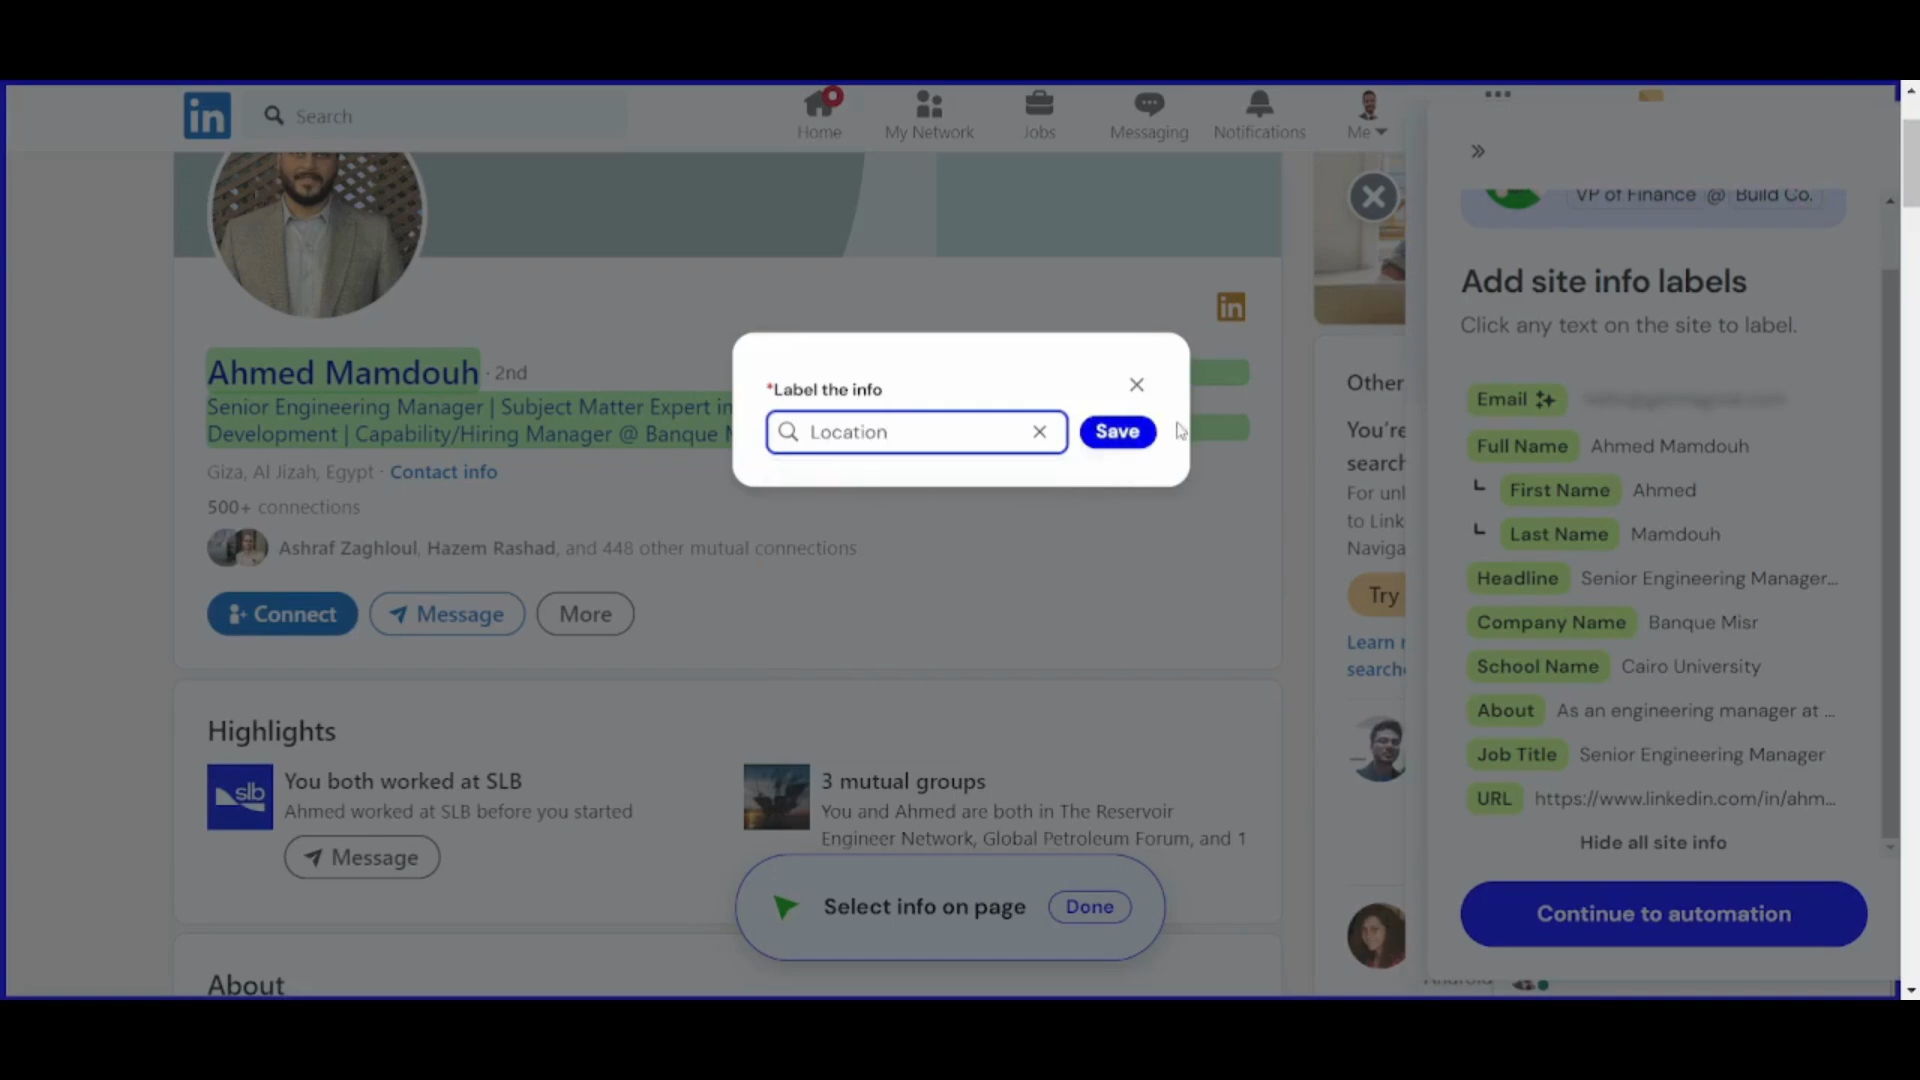 in
Search
Home
My Network
Jobs
Messaging
Notifications
Me
VP of Finance @ Build Co.
Add site info labels
Click any text on the site to label.
in
Ahmed Mamdouh · 2nd
Senior Engineering Manager | Subject Matter Expert in
Development | Capability/Hiring Manager @ Banque
Giza, Al Jizah, Egypt · Contact info
500+ connections
Ashraf Zaghloul, Hazem Rashad, and 448 other mutual connections
Connect
Message
More
*Label the info
Location
Save
Other
You're
search
For unl
to Link
Naviga
Try
Learn
search
Email
Full Name Ahmed Mamdouh
First Name Ahmed
Last Name Mamdouh
Headline Senior Engineering Manager...
Company Name Banque Misr
School Name Cairo University
About As an engineering manager at ...
Job Title Senior Engineering Manager
URL https://www.linkedin.com/in/ahm...
Hide all site info
Continue to automation
Highlights
slb
You both worked at SLB
Ahmed worked at SLB before you started
Message
3 mutual groups
You and Ahmed are both in The Reservoir
Engineer Network, Global Petroleum Forum, and 1
Select info on page
Done
About